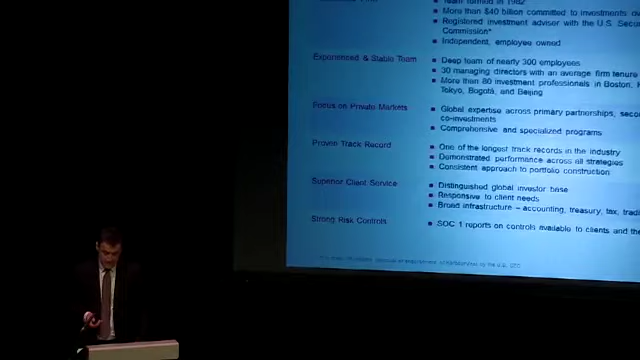 Team formed in 1982
More than $40 billion committed to investments
Registered investment adviser with the U.S.
Commission*
Independent, employee owned
Experienced & Stable Team
Deep team of nearly 300 employees
30 managing directors with an average firm tenure
More than 80 investment professionals in Boston,
Tokyo, Bogotá, and Beijing
Focus on Private Markets
Global expertise across primary partnerships,
co-investments
Comprehensive and specialized programs
Proven Track Record
One of the longest track records in the industry
Demonstrated performance across all strategies
Consistent approach to portfolio construction
Superior Client Service
Distinguished global investor base
Responsive to client needs
Broad infrastructure – accounting, treasury, tax,
Strong Risk Controls
SOC 1 reports on controls available to clients and